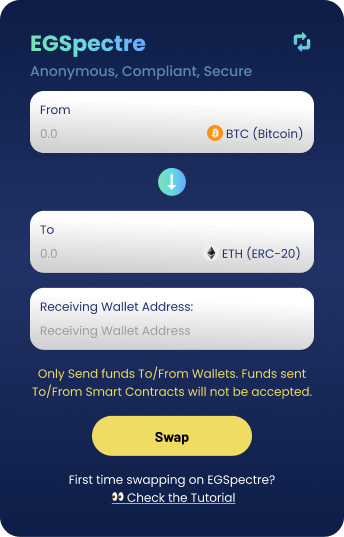 EGSpectre
Anonymous, Compliant, Secure
From
0.0 BTC (Bitcoin)
To
0.0 ETH (ERC-20)
Receiving Wallet Address:
Receiving Wallet Address
Only Send funds To/From Wallets. Funds sent
To/From Smart Contracts will not be accepted.
Swap
First time swapping on EGSpectre?
👀 Check the Tutorial